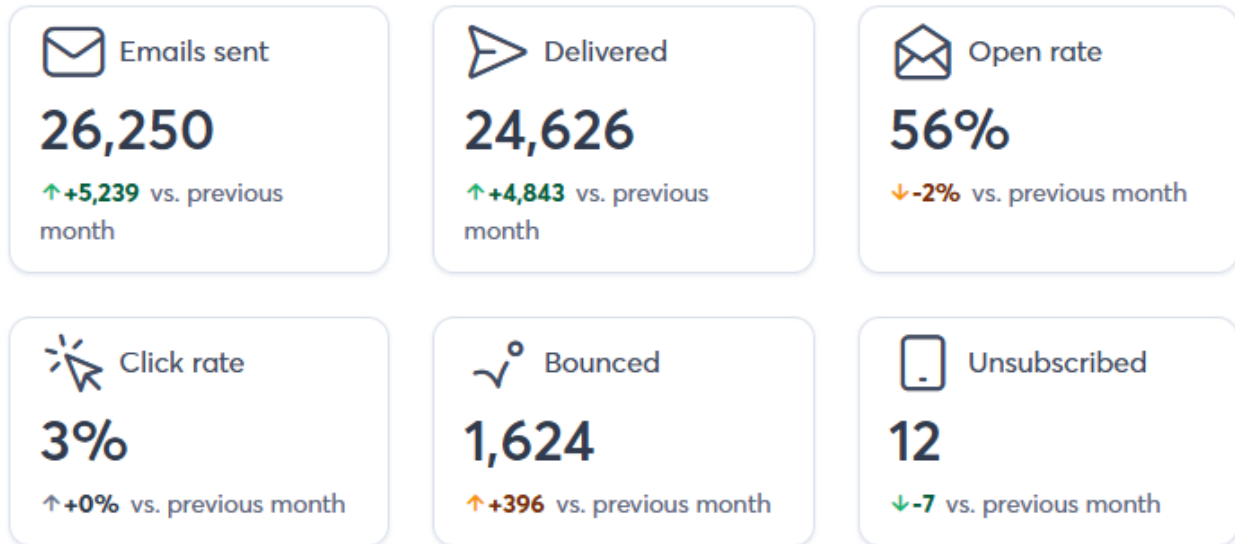 Emails sent
26,250
↑+5,239 vs. previous
month
Delivered
24,626
↑+4,843 vs. previous
month
Open rate
56%
↓-2% vs. previous month
Click rate
3%
↑+0% vs. previous month
Bounced
1,624
↑+396 vs. previous month
Unsubscribed
12
↓-7 vs. previous month